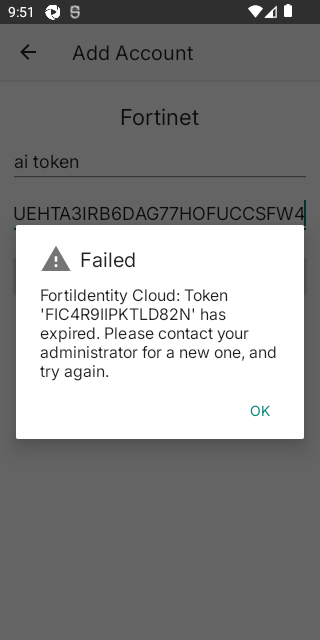 9:51
Add Account
Fortinet
ai token
UEHTA3IRB6DAG77HOFUCCSFW4
Failed
FortiIdentity Cloud: Token
'FIC4R9IIPKTLD82N' has
expired. Please contact your
administrator for a new one, and
try again.
OK